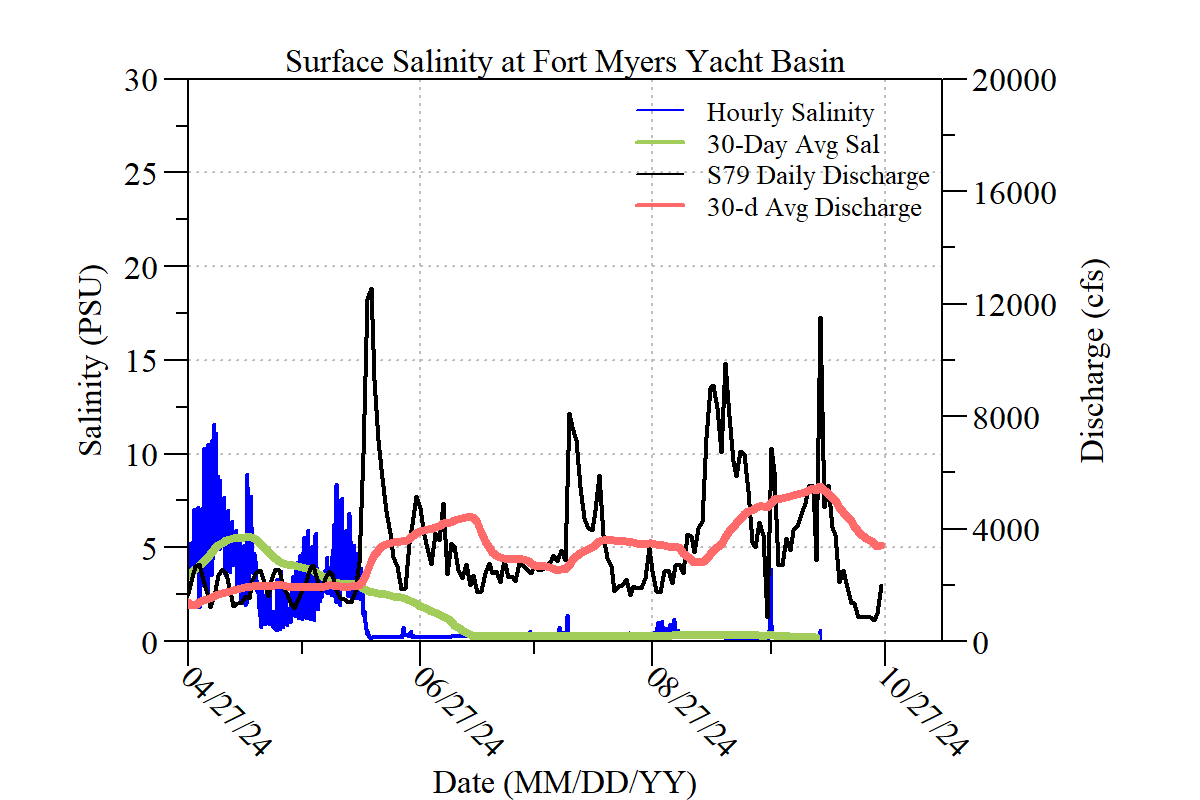 Surface Salinity at Fort Myers Yacht Basin
30
25
20
15
10
5
0
Salinity (PSU)
Hourly Salinity
30-Day Avg Sal
S79 Daily Discharge
30-d Avg Discharge
20000
16000
12000
8000
4000
0
Discharge (cfs)
04/27/24
06/27/24
08/27/24
10/27/24
Date (MM/DD/YY)